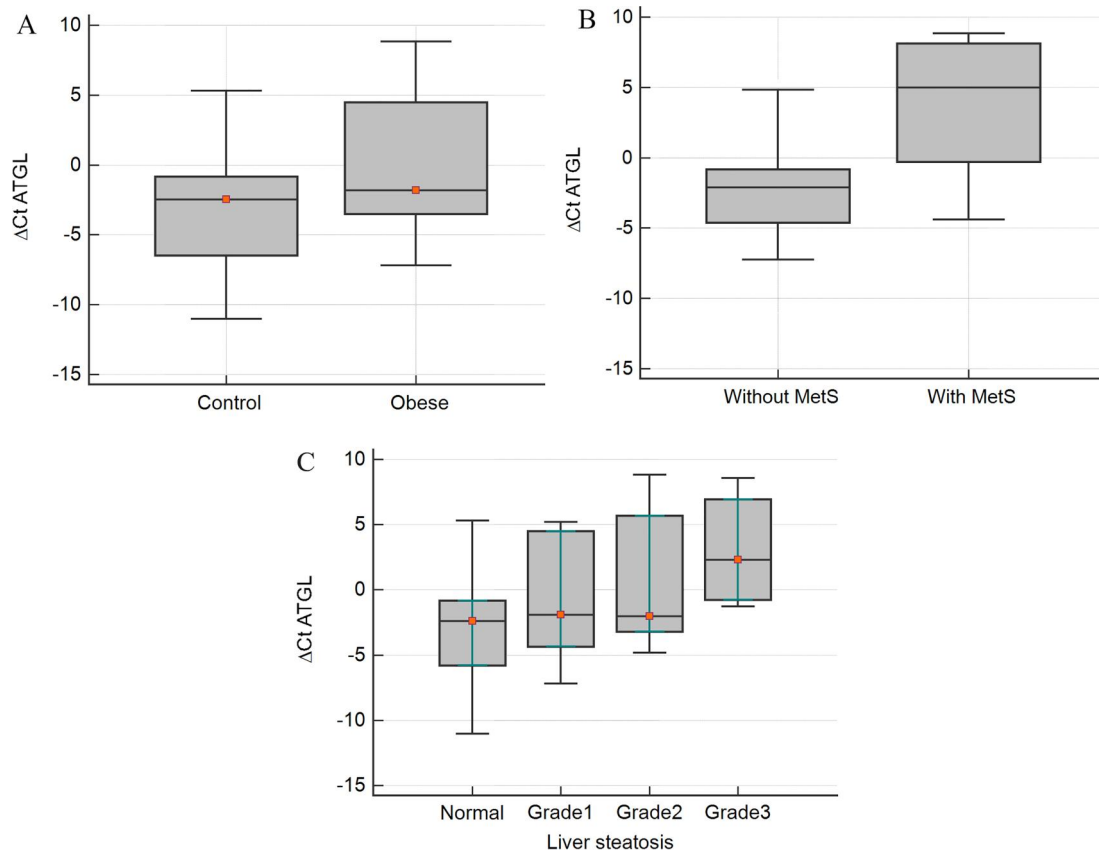 A
10
5
0
-5
-10
-15
ΔCt ATGL
Control Obese
B
10
5
0
-5
-10
-15
ΔCt ATGL
Without MetS With MetS
C
10
5
0
-5
-10
-15
ΔCt ATGL
Normal Grade1 Grade2 Grade3
Liver steatosis